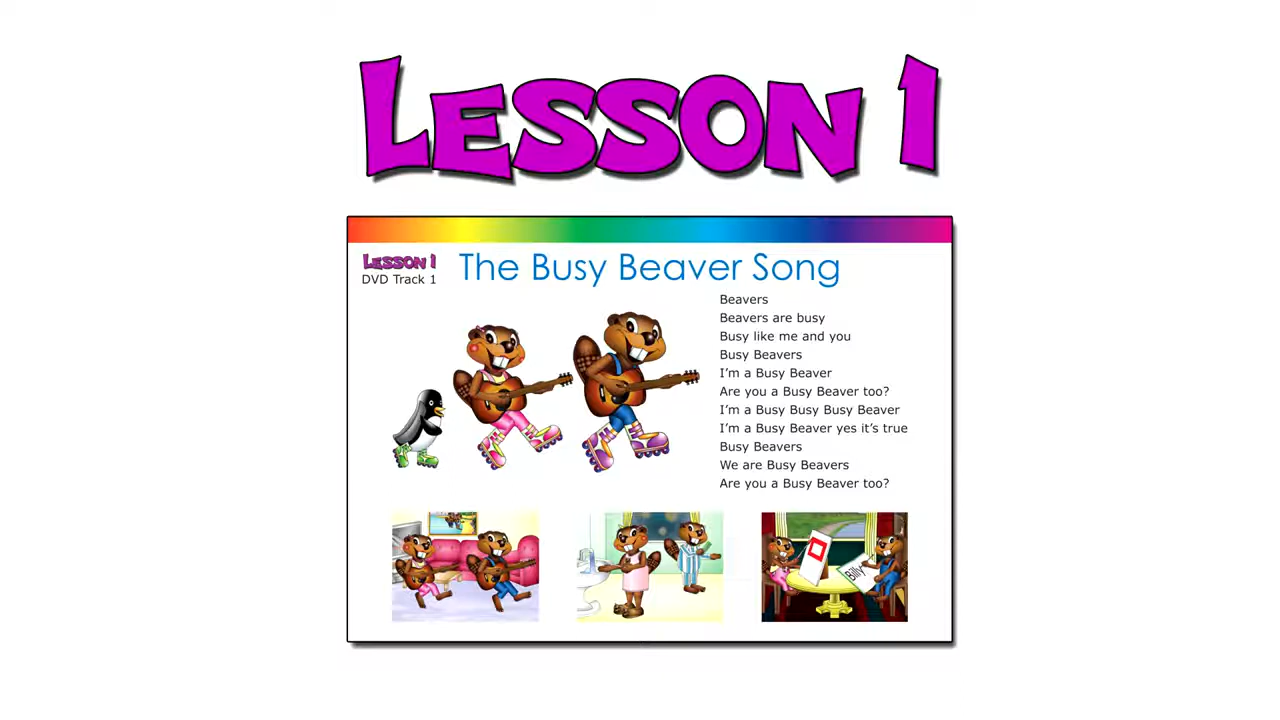 LESSON 1
LESSON 1
DVD Track 1
The Busy Beaver Song
Beavers
Beavers are busy
Busy like me and you
Busy Beavers
I'm a Busy Beaver
Are you a Busy Beaver too?
I'm a Busy Busy Busy Beaver
I'm a Busy Beaver yes it's true
Busy Beavers
We are Busy Beavers
Are you a Busy Beaver too?
Billy